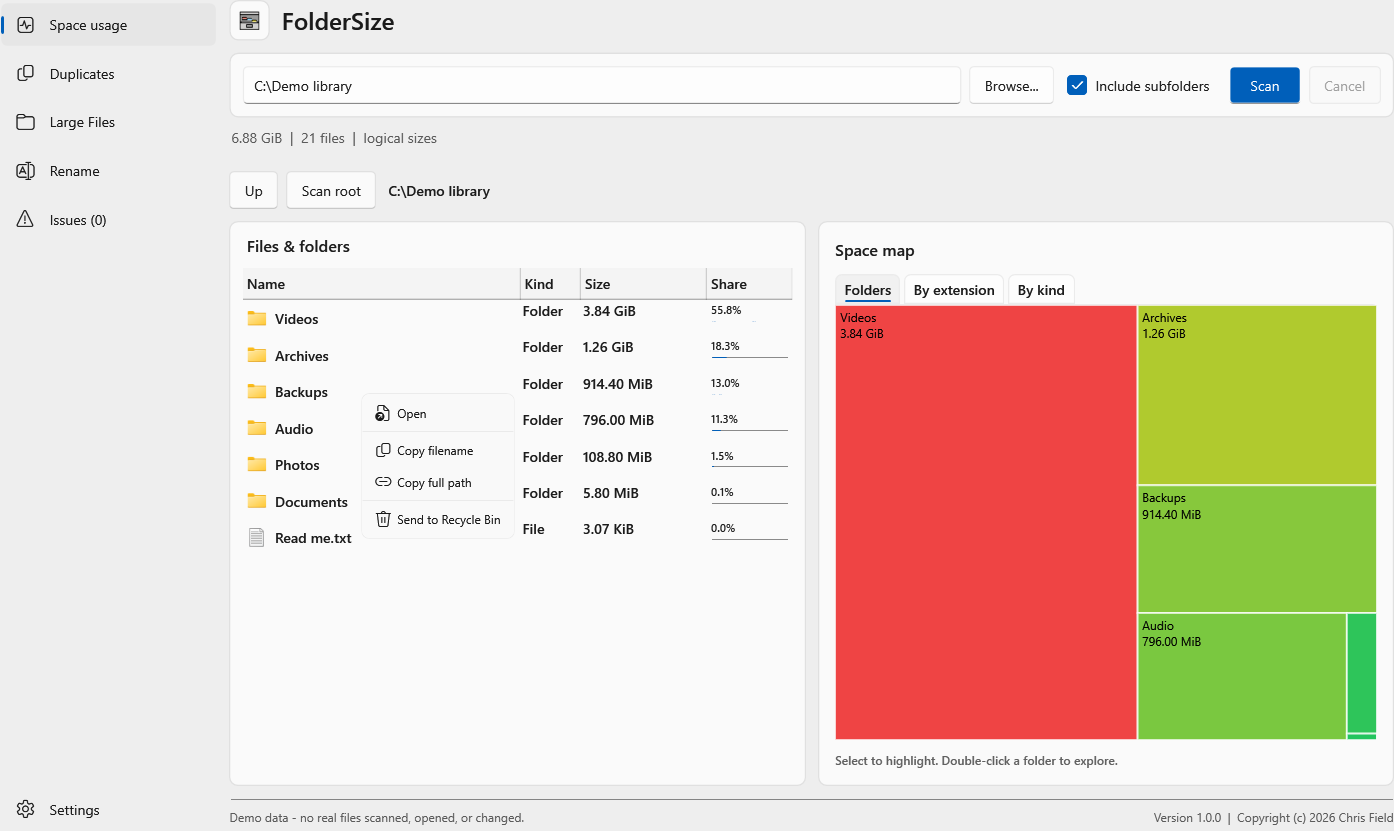 Space usage
Duplicates
Large Files
Rename
Issues (0)
Settings
FolderSize
C:\Demo library
Browse...
Include subfolders
Scan
Cancel
6.88 GiB | 21 files | logical sizes
Up
Scan root
C:\Demo library
Files & folders
Name Kind Size Share
Videos Folder 3.84 GiB 55.8%
Archives Folder 1.26 GiB 18.3%
Backups Folder 914.40 MiB 13.0%
Audio Folder 796.00 MiB 11.3%
Photos Folder 108.80 MiB 1.5%
Documents Folder 5.80 MiB 0.1%
Read me.txt File 3.07 KiB 0.0%
Open
Copy filename
Copy full path
Send to Recycle Bin
Space map
Folders By extension By kind
Videos
3.84 GiB
Archives
1.26 GiB
Backups
914.40 MiB
Audio
796.00 MiB
Select to highlight. Double-click a folder to explore.
Demo data - no real files scanned, opened, or changed.
Version 1.0.0 | Copyright (c) 2026 Chris Field